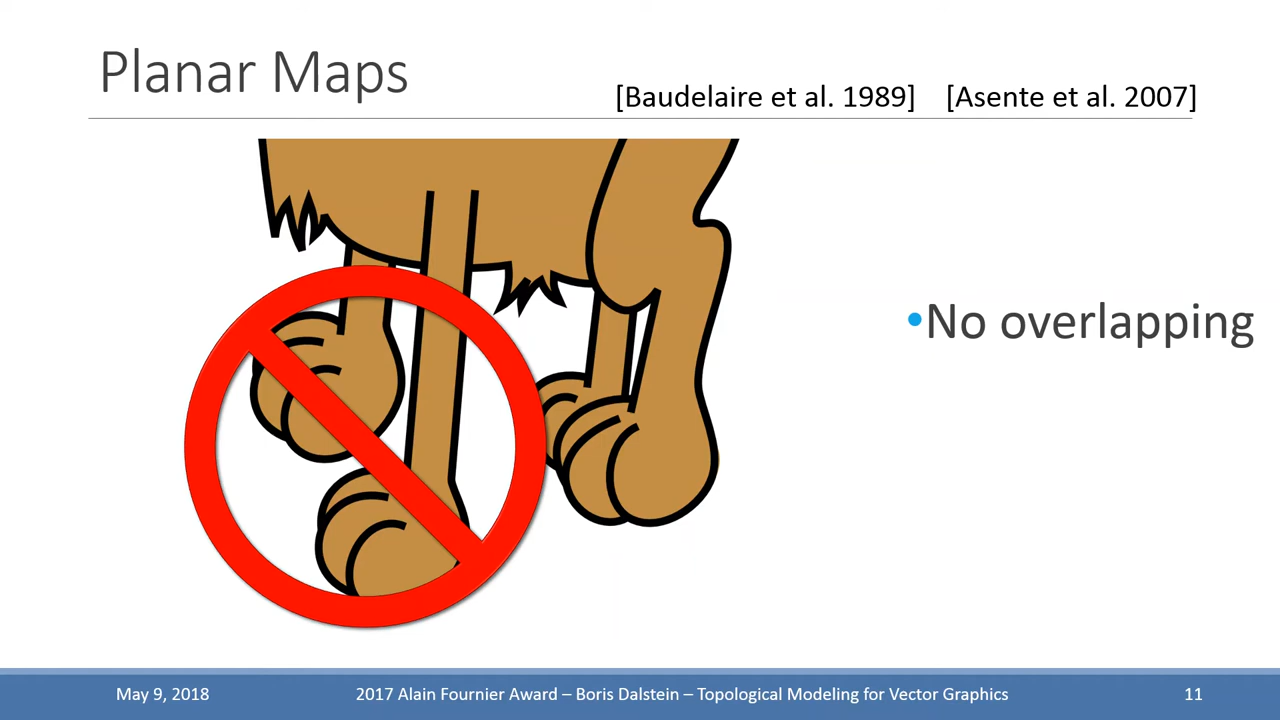 Planar Maps
[Baudelaire et al. 1989] [Asente et al. 2007]
•No overlapping
May 9, 2018
2017 Alain Fournier Award – Boris Dalstein – Topological Modeling for Vector Graphics
11